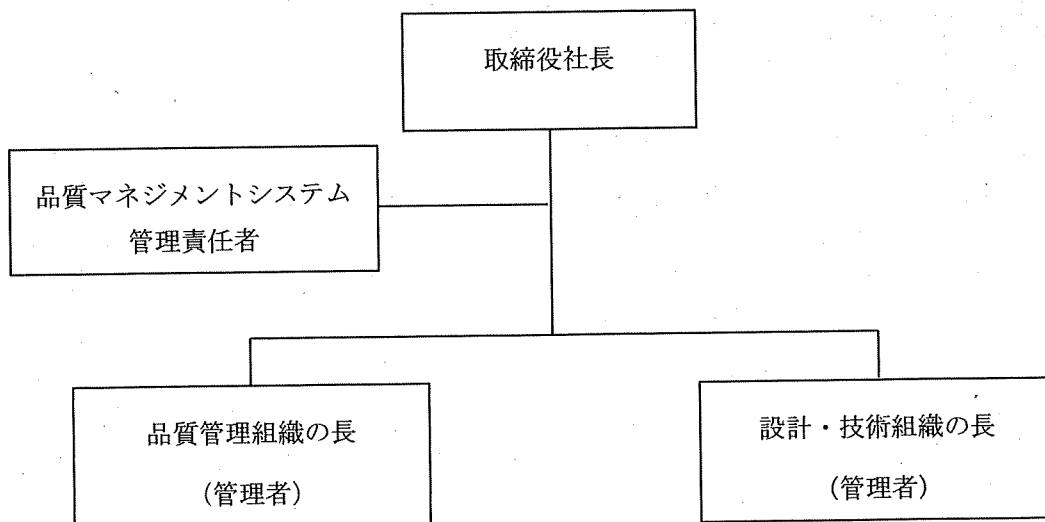 取締役社長
品質マネジメントシステム
管理責任者
品質管理組織の長
(管理者)
設計・技術組織の長
(管理者)